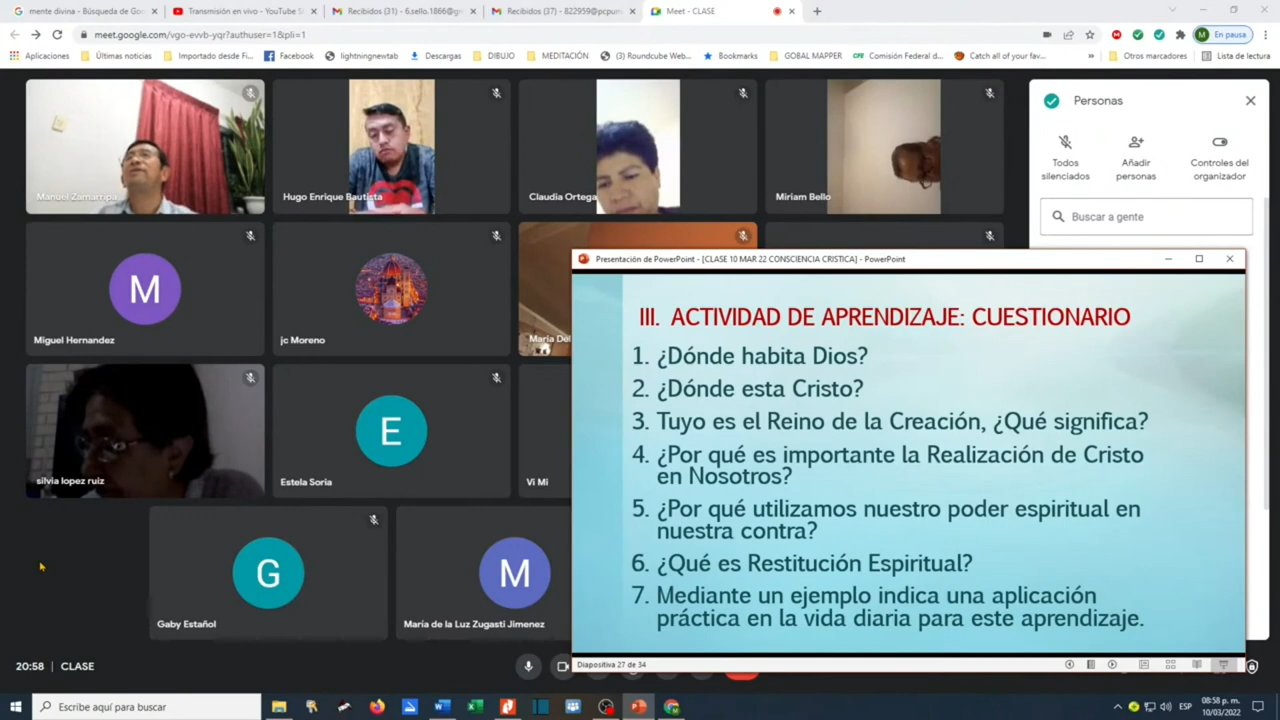 mente divina - Búsqueda de Goo
Transmisión en vivo - YouTube S
Recibidos (31) - 6.sello.1866@gm
Recibidos (37) - 822959@pcpum
Meet - CLASE
meet.google.com/vgo-evvb-yqr?authuser=1&pli=1
M
En pausa
Aplicaciones
Últimas noticias
Importado desde Fi...
Facebook
lightningnewtab
Descargas
DIBUJO
MEDITACIÓN
(3) Roundcube Web...
Bookmarks
GOBAL MAPPER
Comisión Federal d...
Catch all of your fav...
»
Otros marcadores
Lista de lectura
Manuel Zamarripa
Hugo Enrique Bautista
Claudia Ortega
Miriam Bello
M
Miguel Hernandez
jc Moreno
María Del
silvia lopez ruiz
E
Estela Soria
Vi Mi
G
Gaby Estañol
M
María de la Luz Zugasti Jimenez
Personas
Todos
silenciados
Añadir
personas
Controles del
organizador
Buscar a gente
Presentación de PowerPoint - [CLASE 10 MAR 22 CONSCIENCIA CRISTICA] - PowerPoint
III. ACTIVIDAD DE APRENDIZAJE: CUESTIONARIO
1. ¿Dónde habita Dios?
2. ¿Dónde esta Cristo?
3. Tuyo es el Reino de la Creación, ¿Qué significa?
4. ¿Por qué es importante la Realización de Cristo
en Nosotros?
5. ¿Por qué utilizamos nuestro poder espiritual en
nuestra contra?
6. ¿Qué es Restitución Espiritual?
7. Mediante un ejemplo indica una aplicación
práctica en la vida diaria para este aprendizaje.
Diapositiva 27 de 34
20:58 | CLASE
Escribe aquí para buscar
ESP
08:58 p. m.
10/03/2022